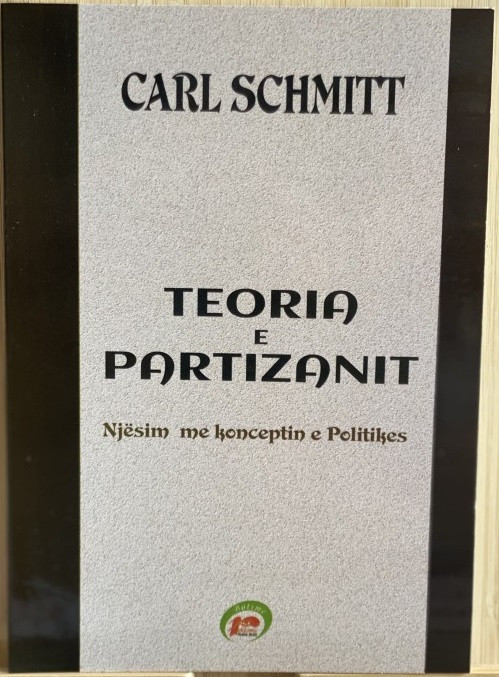 CARL SCHMITT
TEORIA
E
PARTIZANIT
Njësim me konceptin e Politikes